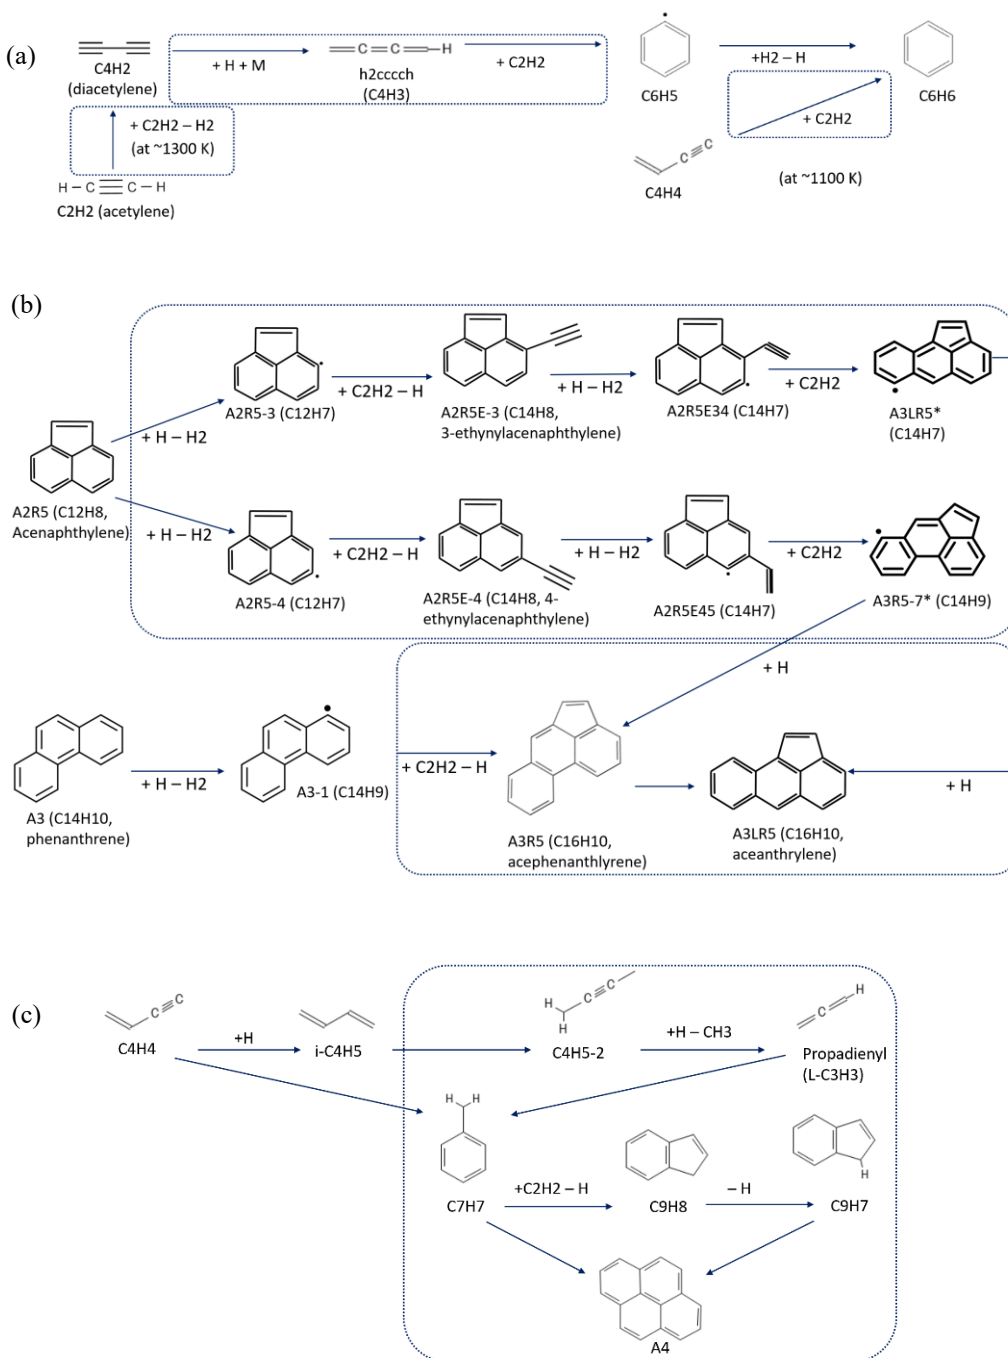 (a)
C4H2
(diacetylene)
+ H + M
H
h2cccch
(C4H3)
+ C2H2
C6H5
+H2 – H
C6H6
+ C2H2 – H2
(at ~1300 K)
+ C2H2
H C C H
C2H2 (acetylene)
C C
C4H4
(at ~1100 K)
(b)
A2R5 (C12H8,
Acenaphthylene)
+ H – H2
A2R5-3 (C12H7)
+ C2H2 – H
A2R5E-3 (C14H8,
3-ethynylacenaphthylene)
+ H – H2
A2R5E34 (C14H7)
+ C2H2
A3LR5*
(C14H7)
+ H – H2
A2R5-4 (C12H7)
+ C2H2 – H
A2R5E-4 (C14H8, 4-
ethynylacenaphthylene)
+ H – H2
A2R5E45 (C14H7)
+ C2H2
A3R5-7* (C14H9)
+ H
A3 (C14H10,
phenanthrene)
+ H – H2
A3-1 (C14H9)
+ C2H2 – H
A3R5 (C16H10,
acephenanthlyrene)
A3LR5 (C16H10,
aceanthrylene)
+ H
(c)
C C
C4H4
+H
i-C4H5
H C C
H
C4H5-2
+H – CH3
C H
Propadienyl
(L-C3H3)
H H
C
C7H7
+C2H2 – H
C9H8
– H
H
C9H7
A4